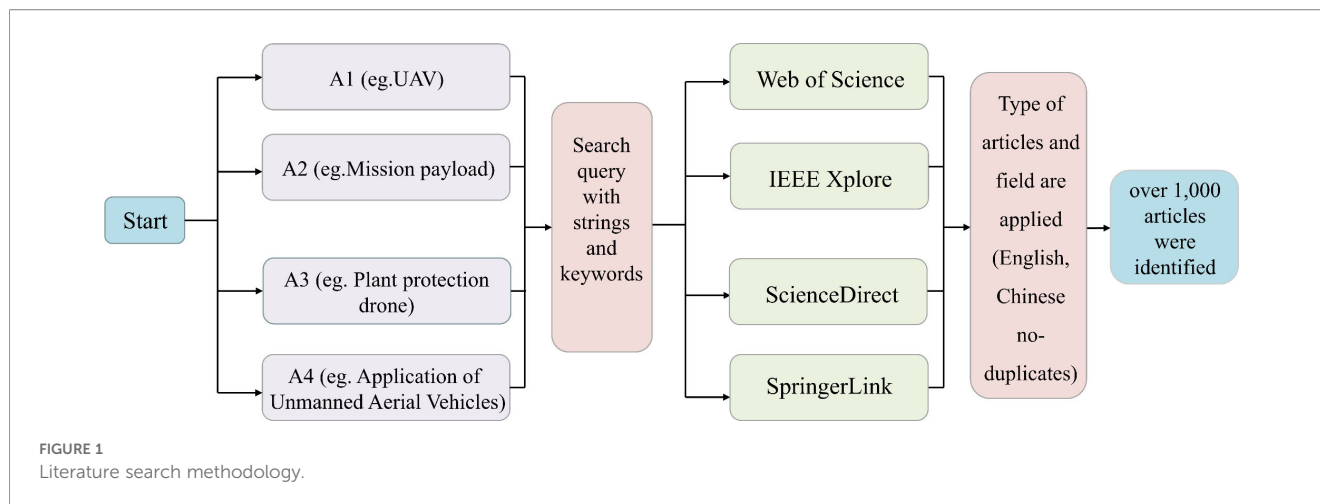 Start
A1 (eg.UAV)
A2 (eg.Mission payload)
A3 (eg. Plant protection
drone)
A4 (eg. Application of
Unmanned Aerial Vehicles)
Search
query
with
strings
and
keywords
Web of Science
IEEE Xplore
ScienceDirect
SpringerLink
Type of
articles and
field are
applied
(English,
Chinese
no-
duplicates)
over 1,000
articles
were
identified
FIGURE 1
Literature search methodology.